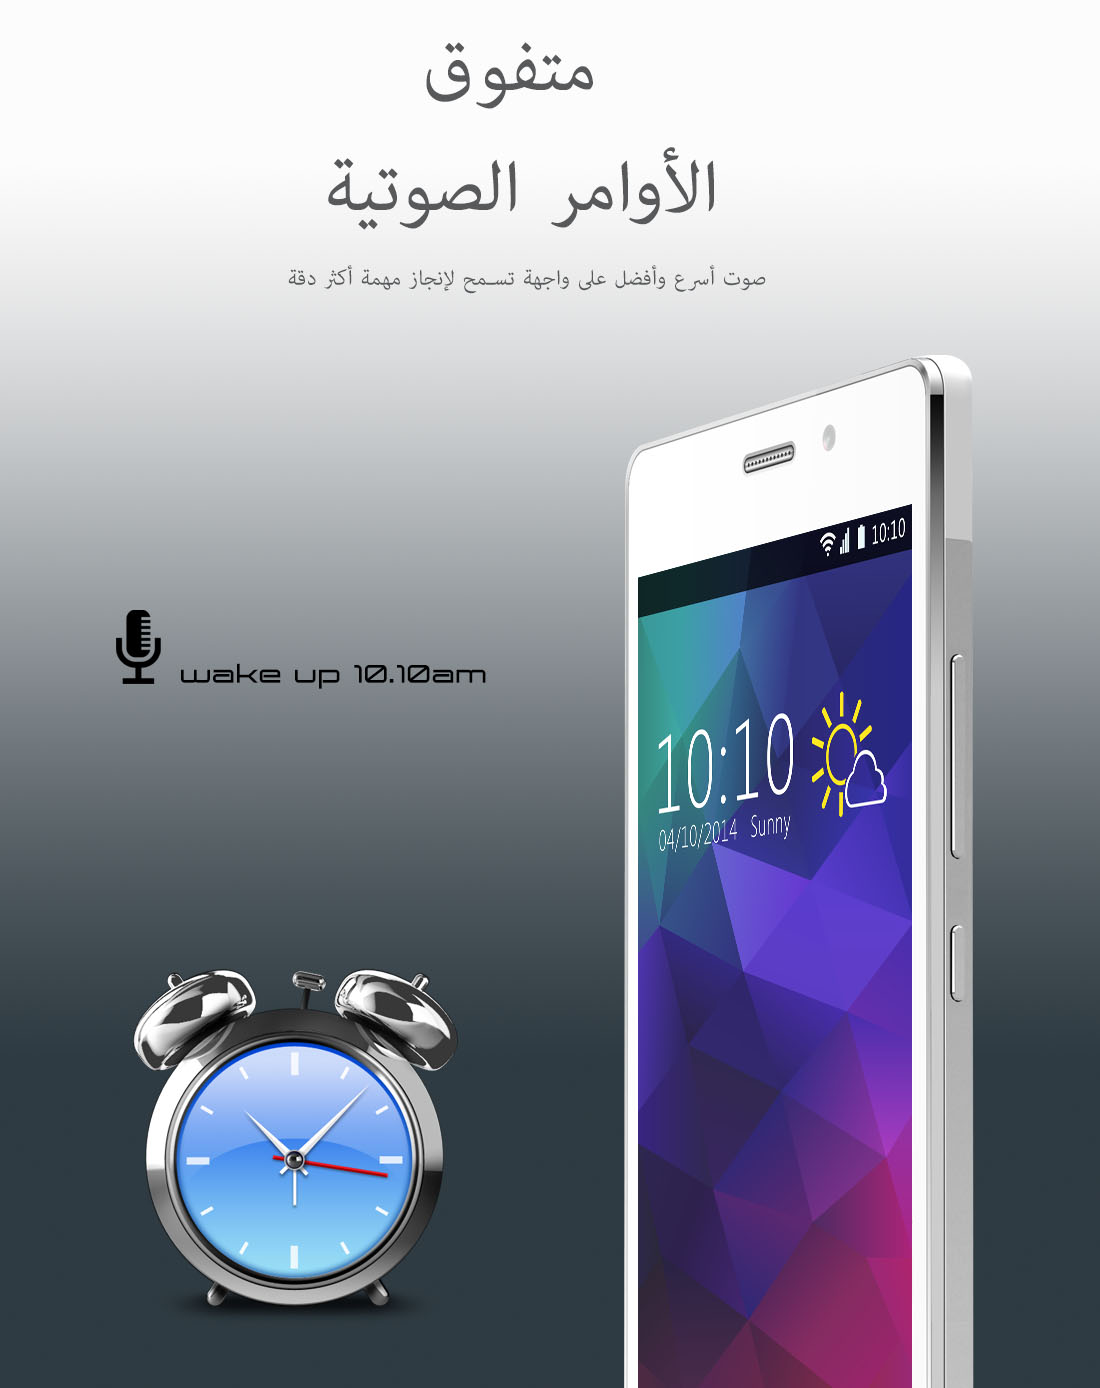 متفوق
الأوامر الصوتية
صوت أسرع وأفضل على واجهة تسمح لإنجاز مهمة أكثر دقة
10:10
wake up 10.10am
10:10
04/10/2014 Sunny